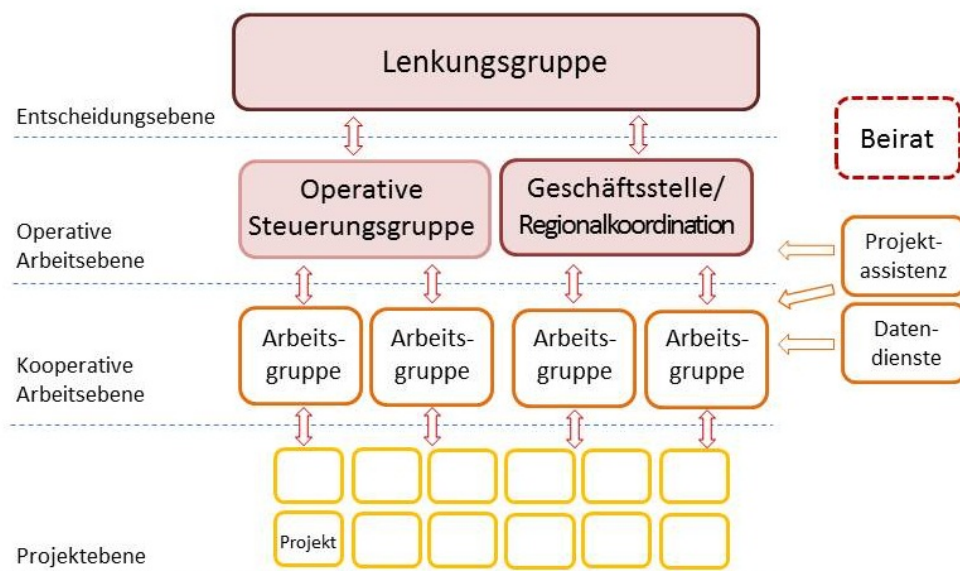 Lenkungsgruppe
Entscheidungsebene
Beirat
Operative
Steuerungsgruppe
Geschäftsstelle/
Regionalkoordination
Operative
Arbeitsebene
Projekt-
assistenz
Arbeits-
gruppe
Arbeits-
gruppe
Arbeits-
gruppe
Arbeits-
gruppe
Daten-
dienste
Kooperative
Arbeitsebene
Projekt
Projektebene